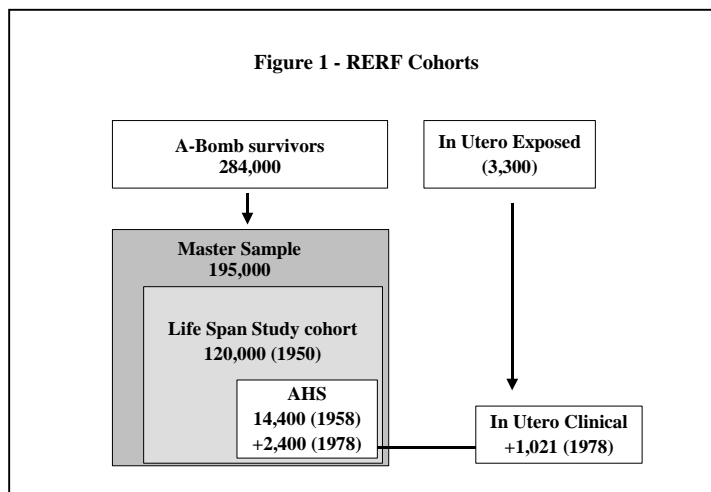 Figure 1 - RERF Cohorts
A-Bomb survivors
284,000
In Utero Exposed
(3,300)
Master Sample
195,000
Life Span Study cohort
120,000 (1950)
AHS
14,400 (1958)
+2,400 (1978)
In Utero Clinical
+1,021 (1978)